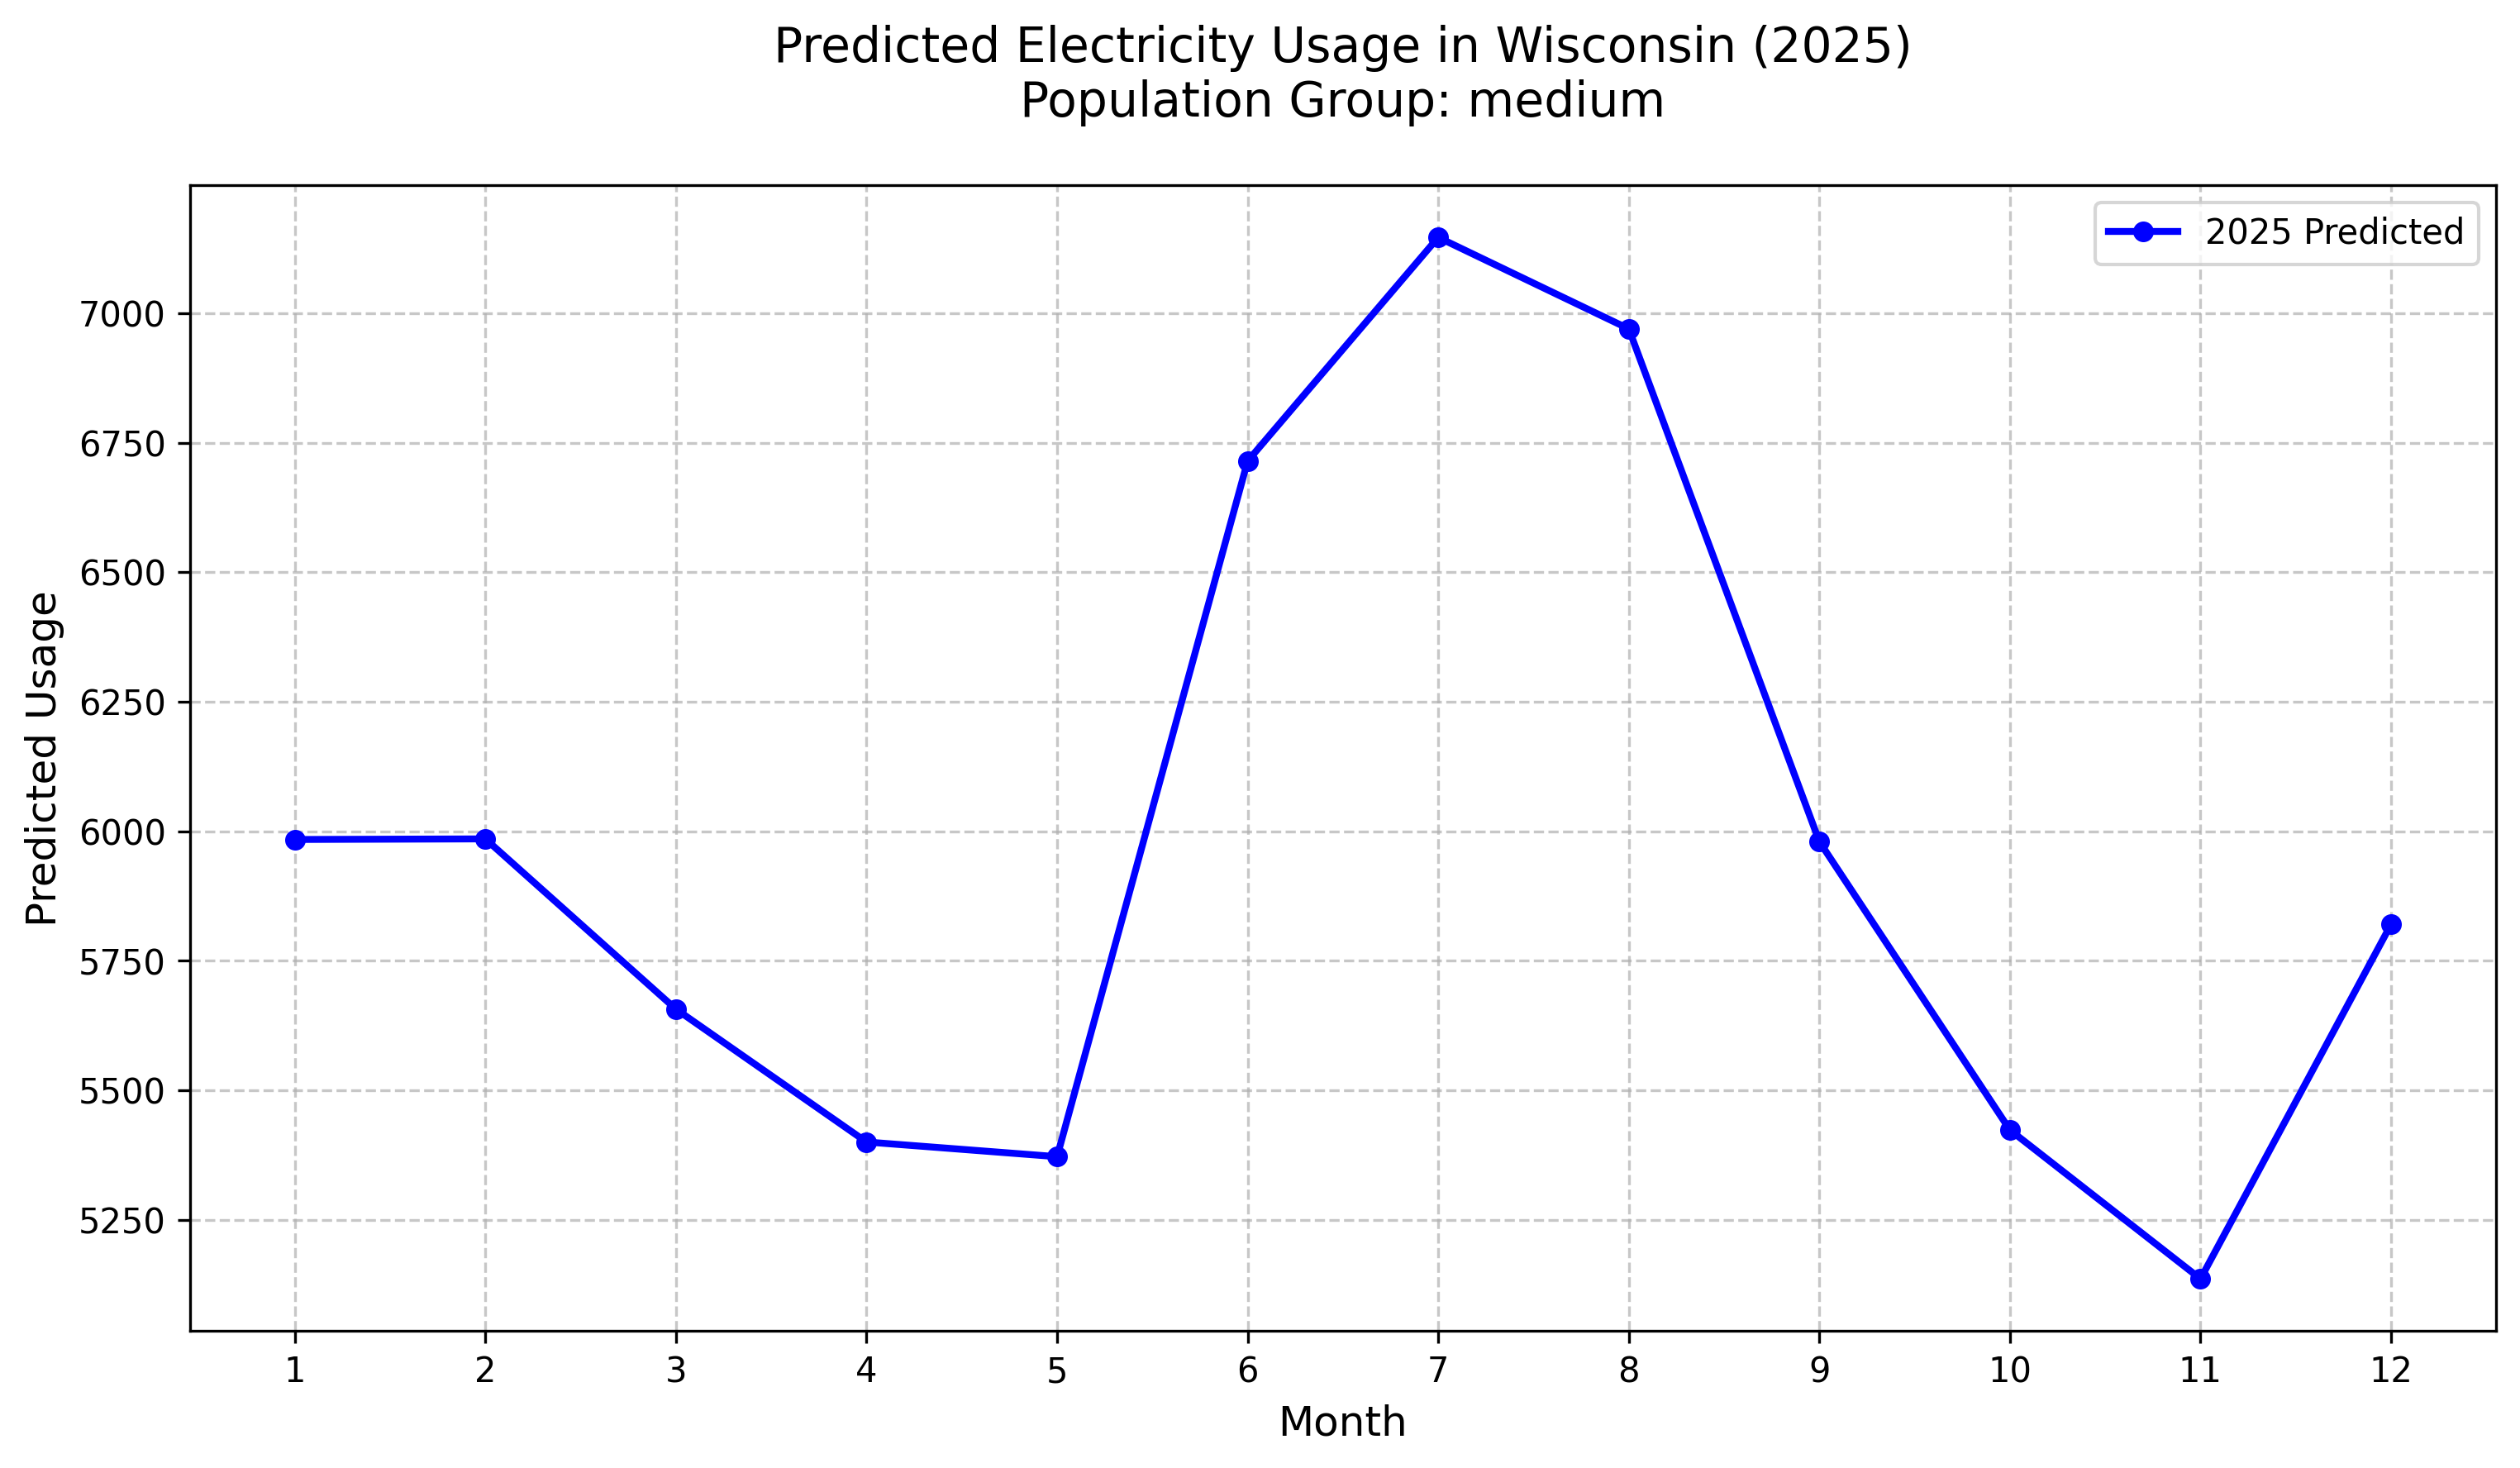 Predicted Electricity Usage in Wisconsin (2025)
Population Group: medium
2025 Predicted
7000
6750
6500
6250
6000
5750
5500
5250
Predicted Usage
1 2 3 4 5 6 7 8 9 10 11 12
Month